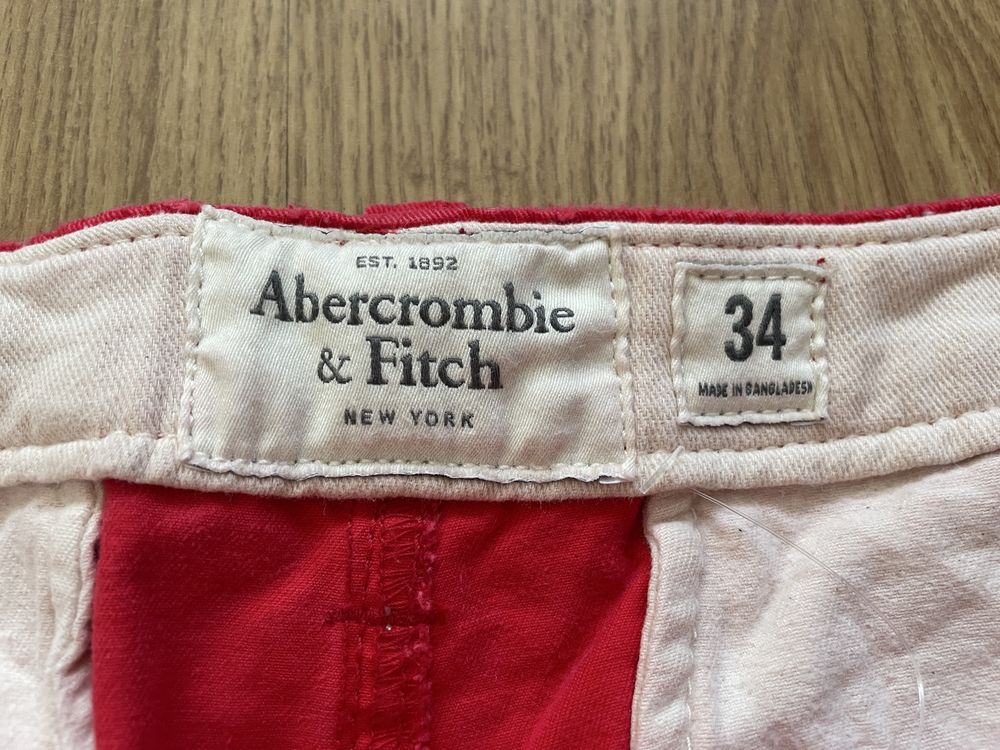 EST. 1892
Abercrombie
& Fitch
NEW YORK
34
MADE IN BANGLADESH